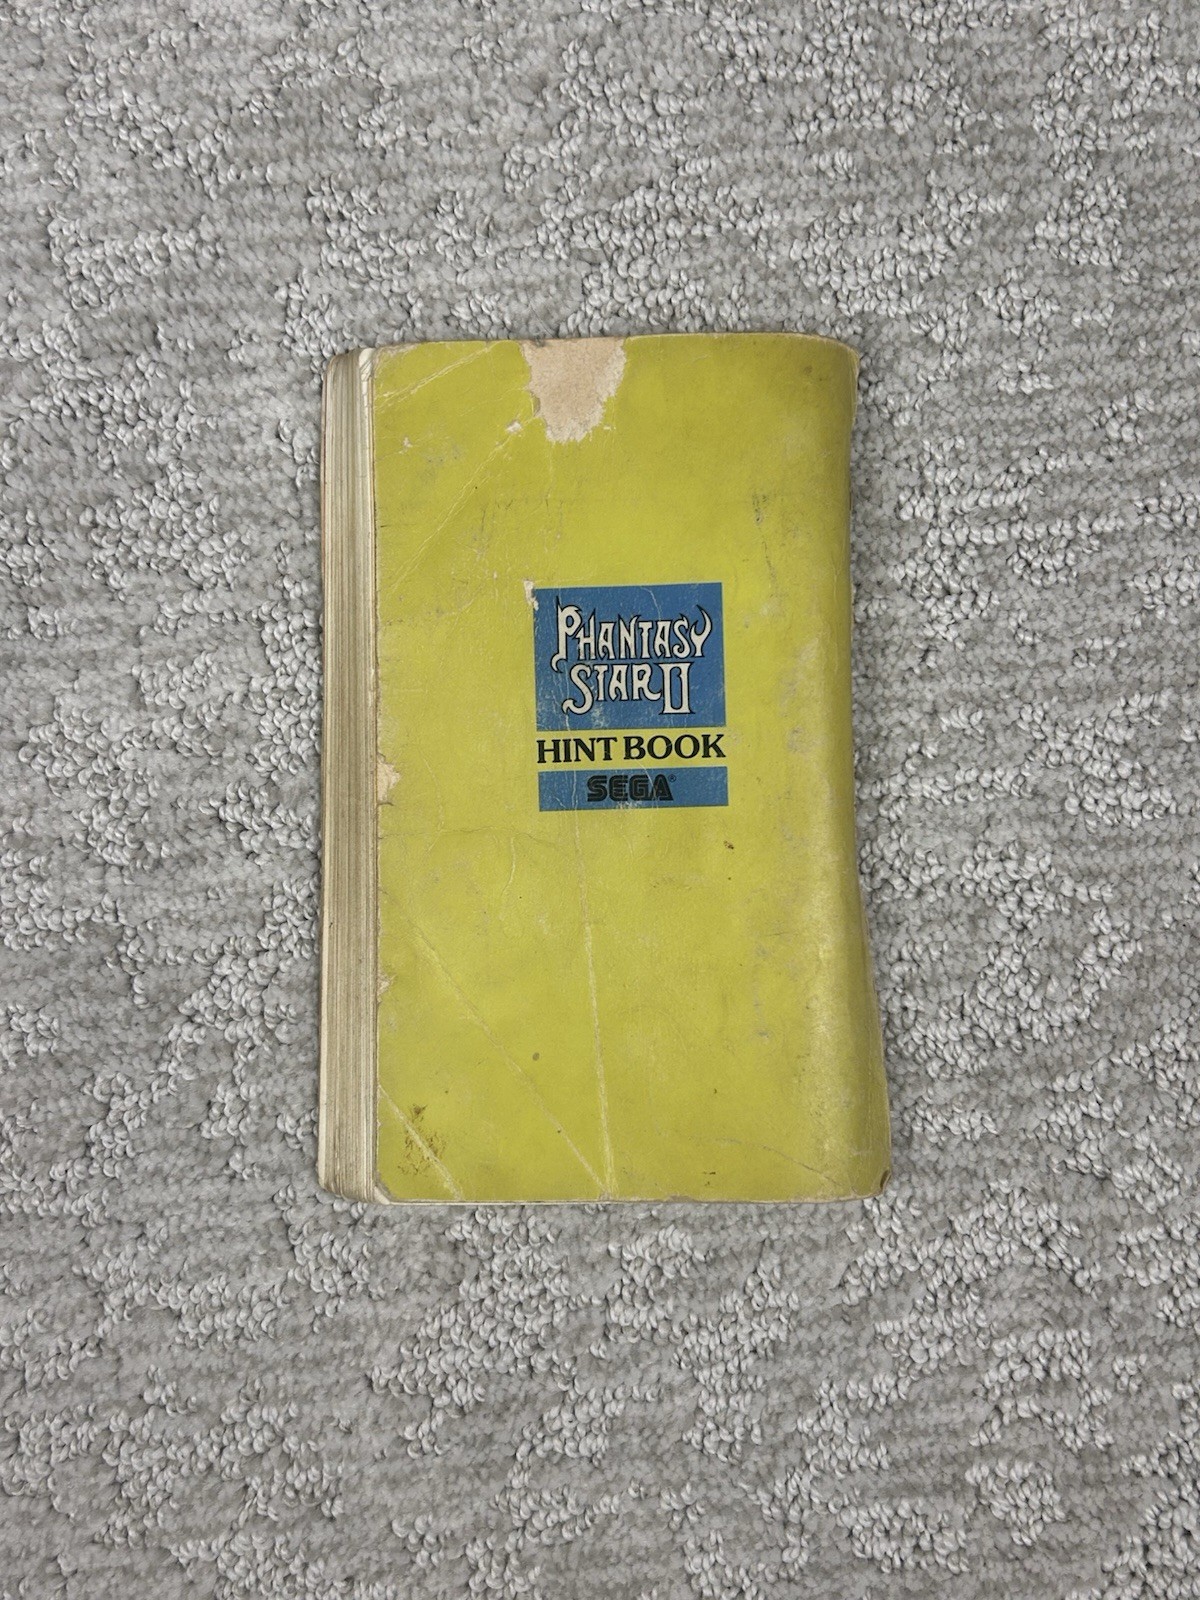 PHANTASY
STAR II
HINT BOOK
SEGA®